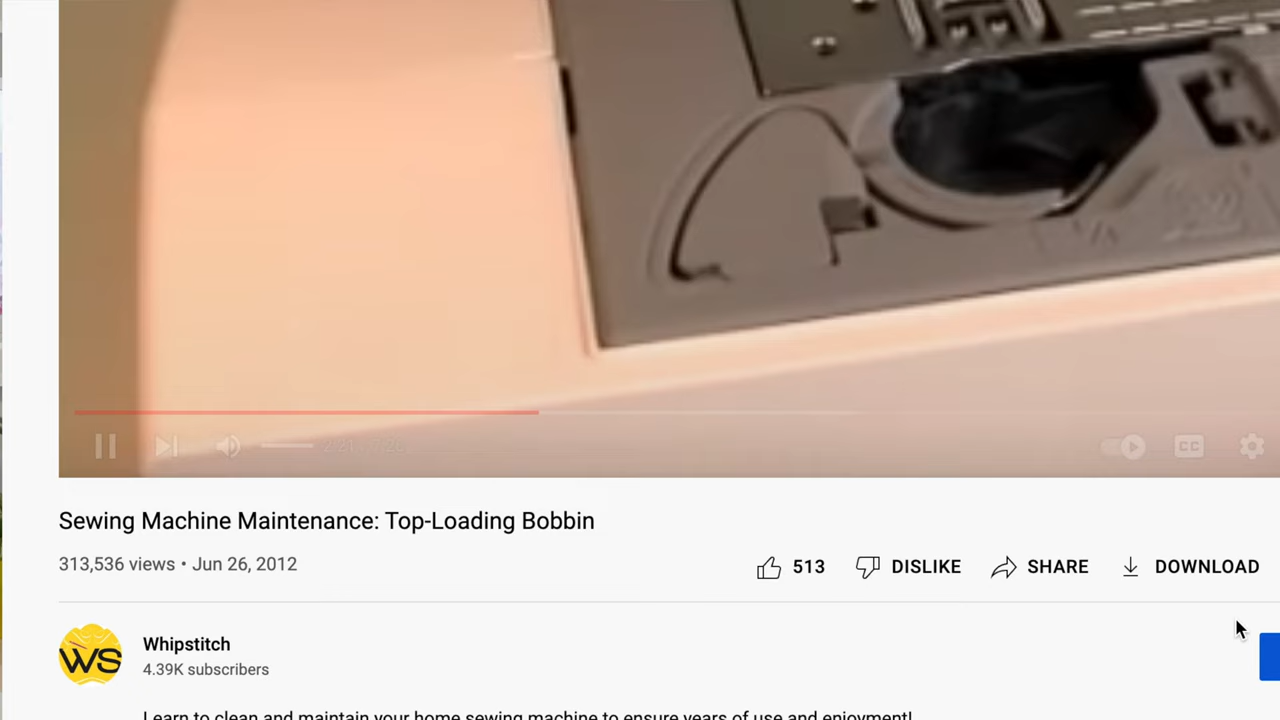 CC
Sewing Machine Maintenance: Top-Loading Bobbin
313,536 views • Jun 26, 2012
513 DISLIKE SHARE DOWNLOAD
WS
Whipstitch
4.39K subscribers
Learn to clean and maintain your home sewing machine to ensure years of use and enjoyment!